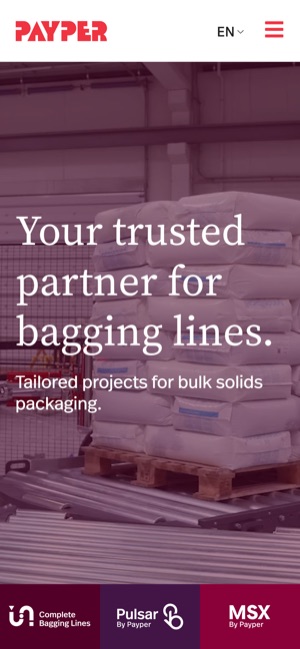 PAYPER
EN
Your trusted
partner for
bagging lines.
Tailored projects for bulk solids
packaging.
Complete
Bagging Lines
Pulsar
By Payper
MSX
By Payper